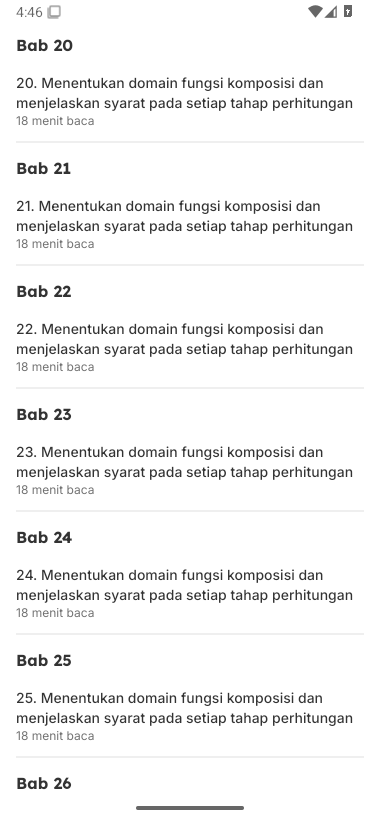 4:46
Bab 20
20. Menentukan domain fungsi komposisi dan
menjelaskan syarat pada setiap tahap perhitungan
18 menit baca
Bab 21
21. Menentukan domain fungsi komposisi dan
menjelaskan syarat pada setiap tahap perhitungan
18 menit baca
Bab 22
22. Menentukan domain fungsi komposisi dan
menjelaskan syarat pada setiap tahap perhitungan
18 menit baca
Bab 23
23. Menentukan domain fungsi komposisi dan
menjelaskan syarat pada setiap tahap perhitungan
18 menit baca
Bab 24
24. Menentukan domain fungsi komposisi dan
menjelaskan syarat pada setiap tahap perhitungan
18 menit baca
Bab 25
25. Menentukan domain fungsi komposisi dan
menjelaskan syarat pada setiap tahap perhitungan
18 menit baca
Bab 26